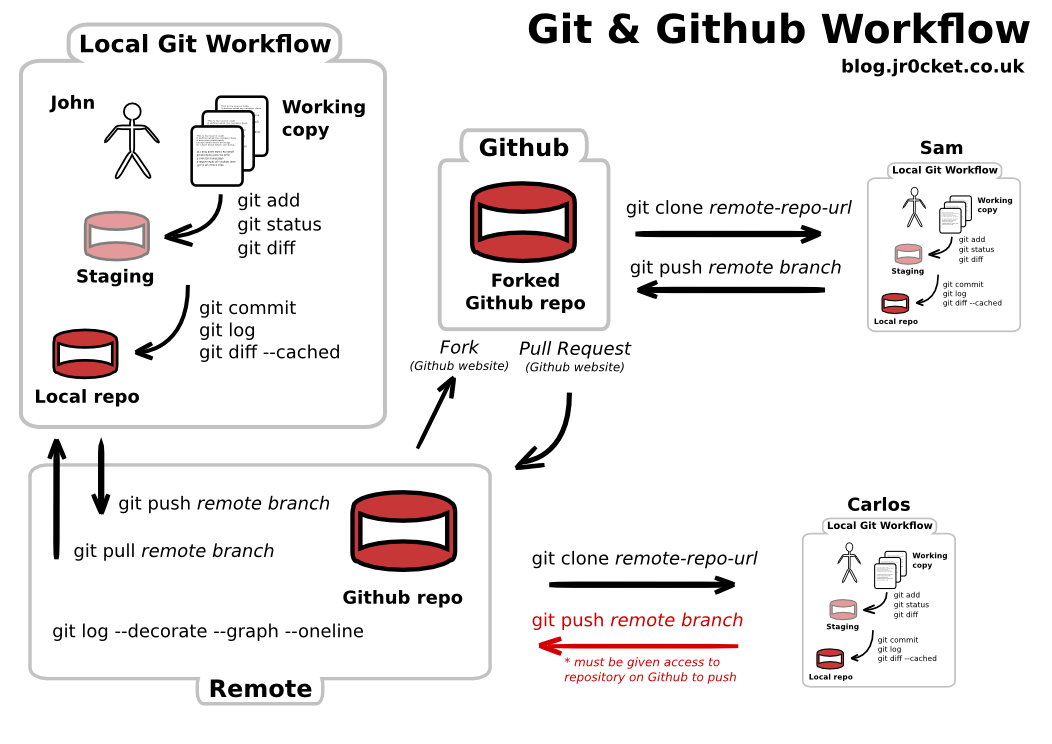 Git & Github Workflow
blog.jr0cket.co.uk
Local Git Workflow
John
Working
copy
git add
git status
git diff
Staging
git commit
git log
git diff --cached
Local repo
Github
Forked
Github repo
git clone remote-repo-url
git push remote branch
Fork
(Github website)
Pull Request
(Github website)
Sam
Local Git Workflow
Working
copy
git add
git status
git diff
Staging
git commit
git log
git diff --cached
Local repo
git push remote branch
git pull remote branch
Github repo
git log --decorate --graph --oneline
Remote
git clone remote-repo-url
git push remote branch
* must be given access to
repository on Github to push
Carlos
Local Git Workflow
Working
copy
git add
git status
git diff
Staging
git commit
git log
git diff --cached
Local repo